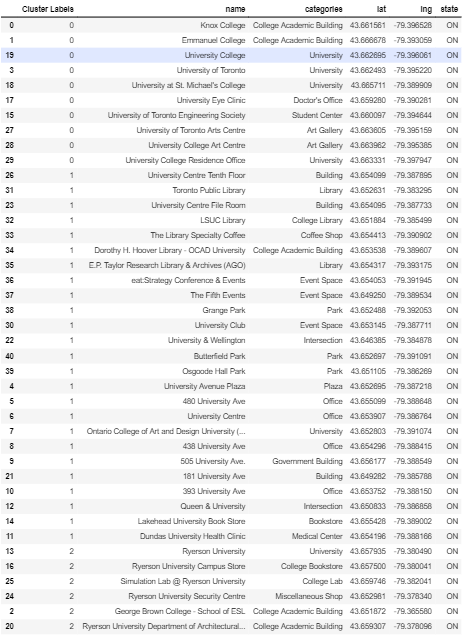 Cluster Labels name categories lat lng state
0 0 Knox College College Academic Building 43.661561 -79.396528 ON
1 0 Emmanuel College College Academic Building 43.666678 -79.393059 ON
19 0 University College University 43.662695 -79.396061 ON
3 0 University of Toronto University 43.662493 -79.395220 ON
18 0 University at St. Michael's College University 43.665711 -79.389909 ON
17 0 University Eye Clinic Doctor's Office 43.659280 -79.390281 ON
15 0 University of Toronto Engineering Society Student Center 43.660097 -79.394644 ON
27 0 University of Toronto Arts Centre Art Gallery 43.663605 -79.395159 ON
28 0 University College Art Centre Art Gallery 43.663962 -79.395385 ON
29 0 University College Residence Office University 43.663331 -79.397947 ON
26 1 University Centre Tenth Floor Building 43.654099 -79.387895 ON
31 1 Toronto Public Library Library 43.652631 -79.383295 ON
23 1 University Centre File Room Building 43.654095 -79.387733 ON
32 1 LSUC Library College Library 43.651884 -79.385499 ON
33 1 The Library Specialty Coffee Coffee Shop 43.654413 -79.390902 ON
34 1 Dorothy H. Hoover Library - OCAD University College Academic Building 43.653538 -79.389607 ON
35 1 E.P. Taylor Research Library & Archives (AGO) Library 43.654317 -79.393175 ON
36 1 eat:Strategy Conference & Events Event Space 43.654053 -79.391945 ON
37 1 The Fifth Events Event Space 43.649250 -79.389534 ON
38 1 Grange Park Park 43.652488 -79.392053 ON
30 1 University Club Event Space 43.653145 -79.387711 ON
22 1 University & Wellington Intersection 43.646385 -79.384878 ON
40 1 Butterfield Park Park 43.652697 -79.391091 ON
39 1 Osgoode Hall Park Park 43.651105 -79.386269 ON
4 1 University Avenue Plaza Plaza 43.652695 -79.387218 ON
5 1 480 University Ave Office 43.655099 -79.388648 ON
6 1 University Centre Office 43.653907 -79.386764 ON
7 1 Ontario College of Art and Design University (... University 43.652803 -79.391074 ON
8 1 438 University Ave Office 43.654296 -79.388415 ON
9 1 505 University Ave. Government Building 43.656177 -79.388549 ON
21 1 181 University Ave Building 43.649282 -79.385788 ON
10 1 393 University Ave Office 43.653752 -79.388150 ON
12 1 Queen & University Intersection 43.650833 -79.386858 ON
14 1 Lakehead University Book Store Bookstore 43.655428 -79.389002 ON
11 1 Dundas University Health Clinic Medical Center 43.654196 -79.388166 ON
13 2 Ryerson University University 43.657935 -79.380490 ON
16 2 Ryerson University Campus Store College Bookstore 43.657500 -79.380041 ON
25 2 Simulation Lab @ Ryerson University College Lab 43.659746 -79.382041 ON
24 2 Ryerson University Security Centre Miscellaneous Shop 43.652981 -79.378340 ON
2 2 George Brown College - School of ESL College Academic Building 43.651872 -79.365580 ON
20 2 Ryerson University Department of Architectural... College Academic Building 43.659307 -79.378096 ON